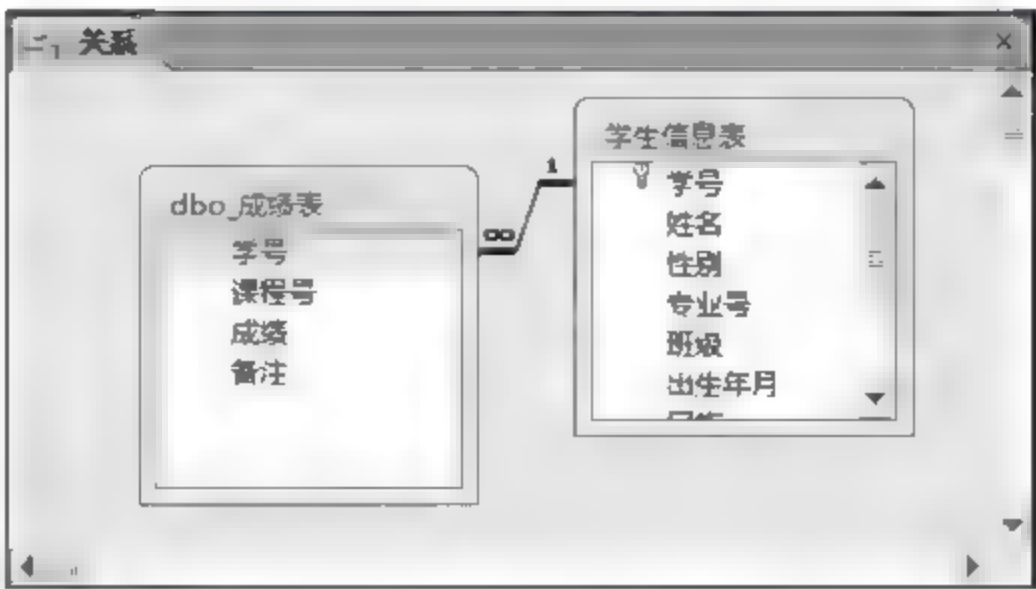 关系
dbo_成绩表
学号
课程号
成绩
备注
∞
1
学生信息表
学号
姓名
性别
专业号
班级
出生年月